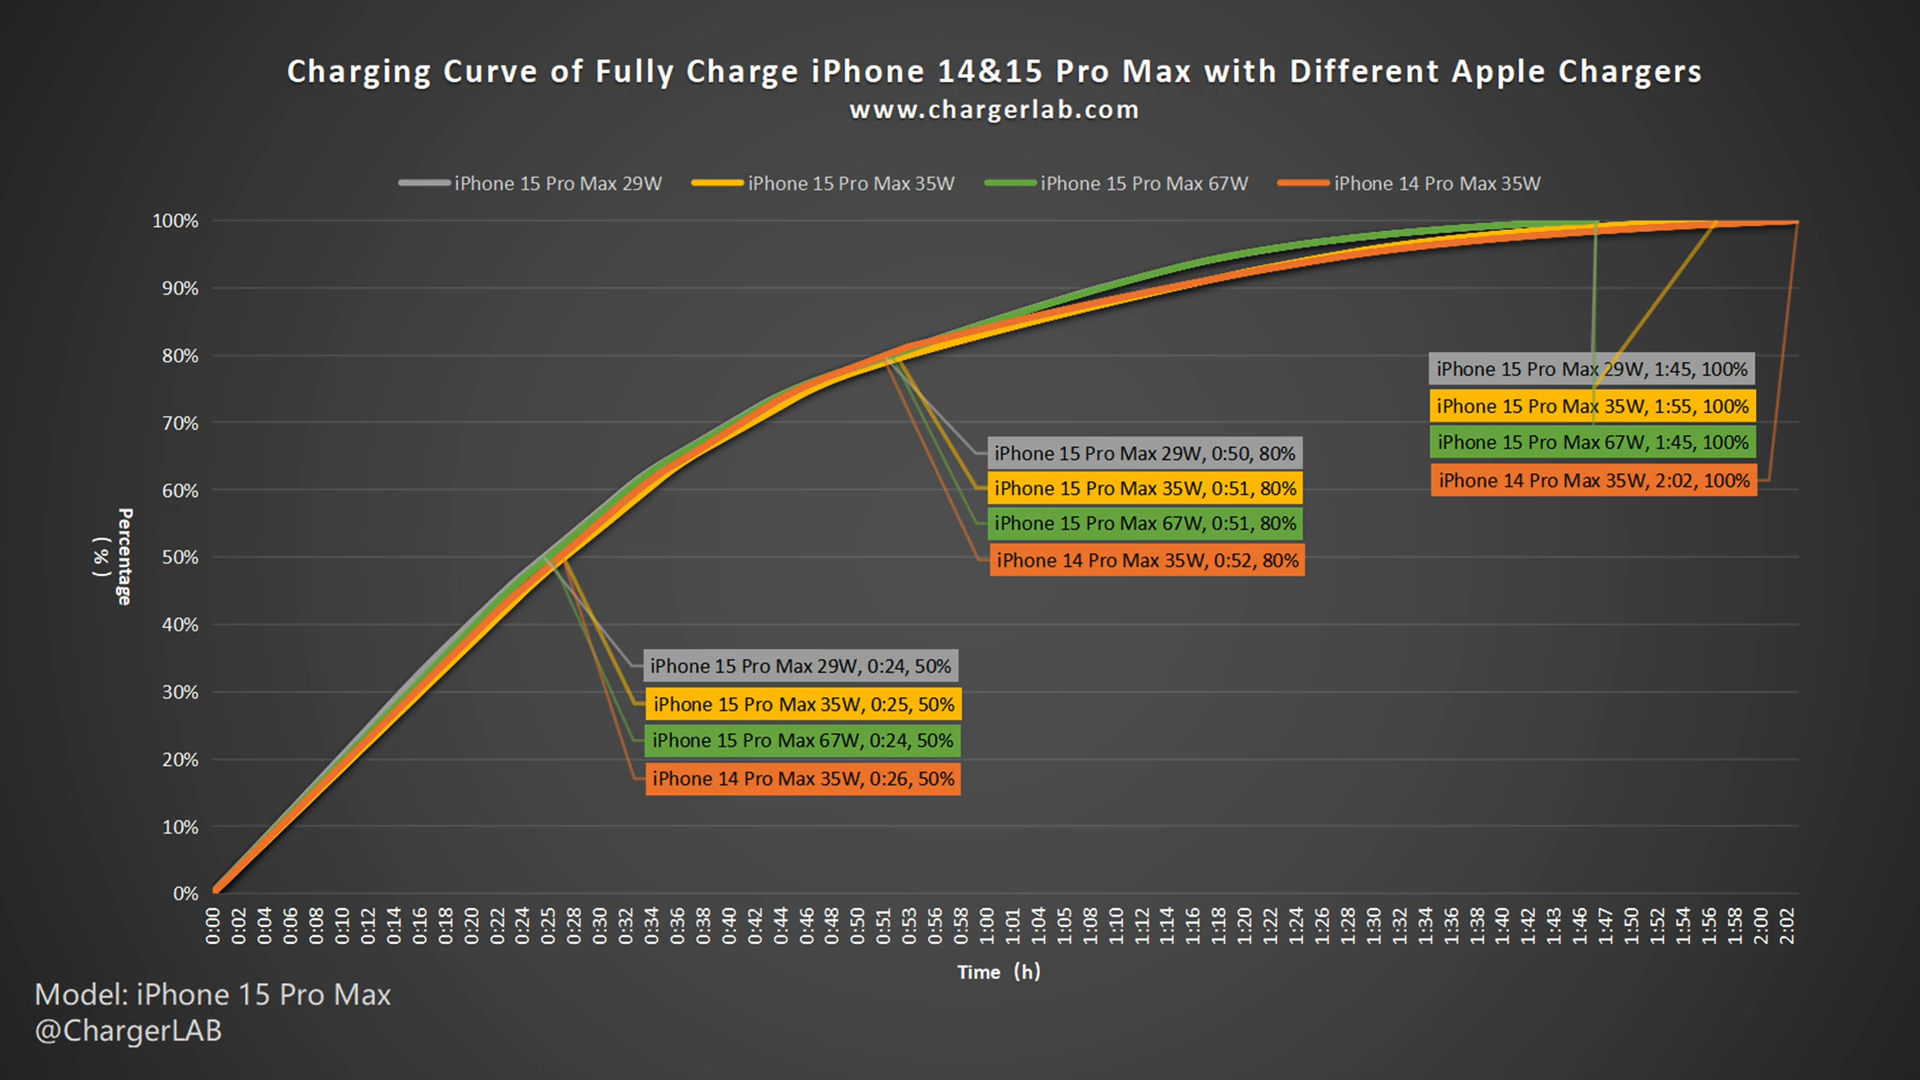 Charging Curve of Fully Charge iPhone 14&15 Pro Max with Different Apple Chargers
www.chargerlab.com
iPhone 15 Pro Max 29W iPhone 15 Pro Max 35W iPhone 15 Pro Max 67W iPhone 14 Pro Max 35W
100%
90%
80%
70%
60%
50%
40%
30%
20%
10%
0%
Percentage
(%)
iPhone 15 Pro Max 29W, 1:45, 100%
iPhone 15 Pro Max 35W, 1:55, 100%
iPhone 15 Pro Max 67W, 1:45, 100%
iPhone 14 Pro Max 35W, 2:02, 100%
iPhone 15 Pro Max 29W, 0:50, 80%
iPhone 15 Pro Max 35W, 0:51, 80%
iPhone 15 Pro Max 67W, 0:51, 80%
iPhone 14 Pro Max 35W, 0:52, 80%
iPhone 15 Pro Max 29W, 0:24, 50%
iPhone 15 Pro Max 35W, 0:25, 50%
iPhone 15 Pro Max 67W, 0:24, 50%
iPhone 14 Pro Max 35W, 0:26, 50%
0:00 0:02 0:04 0:06 0:08 0:10 0:12 0:14 0:16 0:18 0:20 0:22 0:24 0:25 0:28 0:30 0:32 0:34 0:36 0:38 0:40 0:42 0:44 0:46 0:48 0:50 0:51 0:53 0:56 0:58 1:00 1:01 1:04 1:05 1:08 1:10 1:12 1:14 1:16 1:18 1:20 1:22 1:24 1:26 1:28 1:30 1:32 1:34 1:36 1:38 1:40 1:42 1:43 1:46 1:47 1:50 1:52 1:54 1:56 1:58 2:00 2:02
Time (h)
Model: iPhone 15 Pro Max
@ChargerLAB